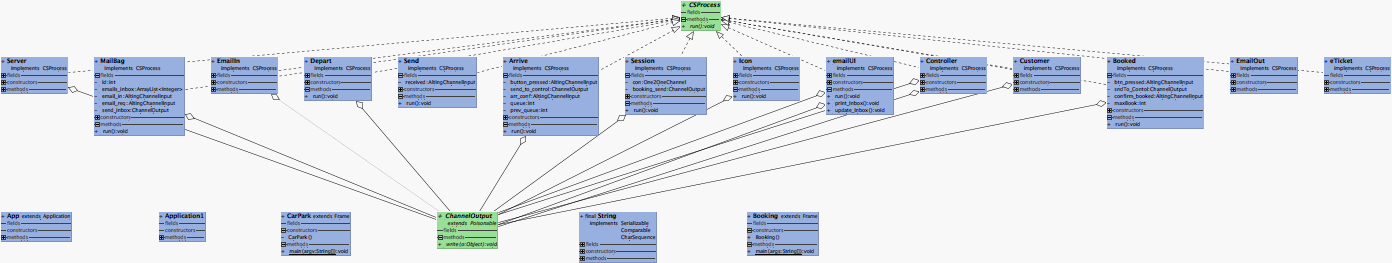 CSProcess
fields
methods
run():void
Server
implements CSProcess
fields
constructors
methods
MailBag
implements CSProcess
fields
id:int
emails_inbox:ArrayList<Integer>
email_in:AltingChannelInput
email_req:AltingChannelInput
send_inbox:ChannelOutput
constructors
methods
run():void
EmailIn
implements CSProcess
fields
constructors
methods
Depart
implements CSProcess
fields
constructors
methods
run():void
Send
implements CSProcess
fields
received:AltingChannelInput
constructors
methods
run():void
Arrive
implements CSProcess
fields
button_pressed:AltingChannelInput
send_to_control:ChannelOutput
arr_conf:AltingChannelInput
queue:int
prev_queue:int
constructors
methods
run():void
Session
implements CSProcess
fields
con:One2OneChannel
booking_send:ChannelOutput
constructors
methods
run():void
Icon
implements CSProcess
fields
constructors
methods
emailUI
implements CSProcess
fields
constructors
methods
run():void
print_Inbox():void
update_Inbox():void
Controller
implements CSProcess
fields
constructors
methods
Customer
implements CSProcess
fields
constructors
methods
Booked
implements CSProcess
fields
btn_pressed:AltingChannelInput
sendTo_Control:ChannelOutput
confirm_booked:AltingChannelInput
maxBook:int
constructors
methods
run():void
EmailOut
implements CSProcess
fields
constructors
methods
eTicket
implements CSProcess
fields
constructors
methods
App extends Application
fields
constructors
methods
Application1
fields
constructors
methods
CarPark extends Frame
fields
constructors
CarPark()
methods
main(args:String[]):void
ChannelOutput
extends Poisonable
fields
methods
write(o:Object):void
final String
implements Serializable
Comparable
CharSequence
fields
constructors
methods
Booking extends Frame
fields
constructors
Booking()
methods
main(args:String[]):void